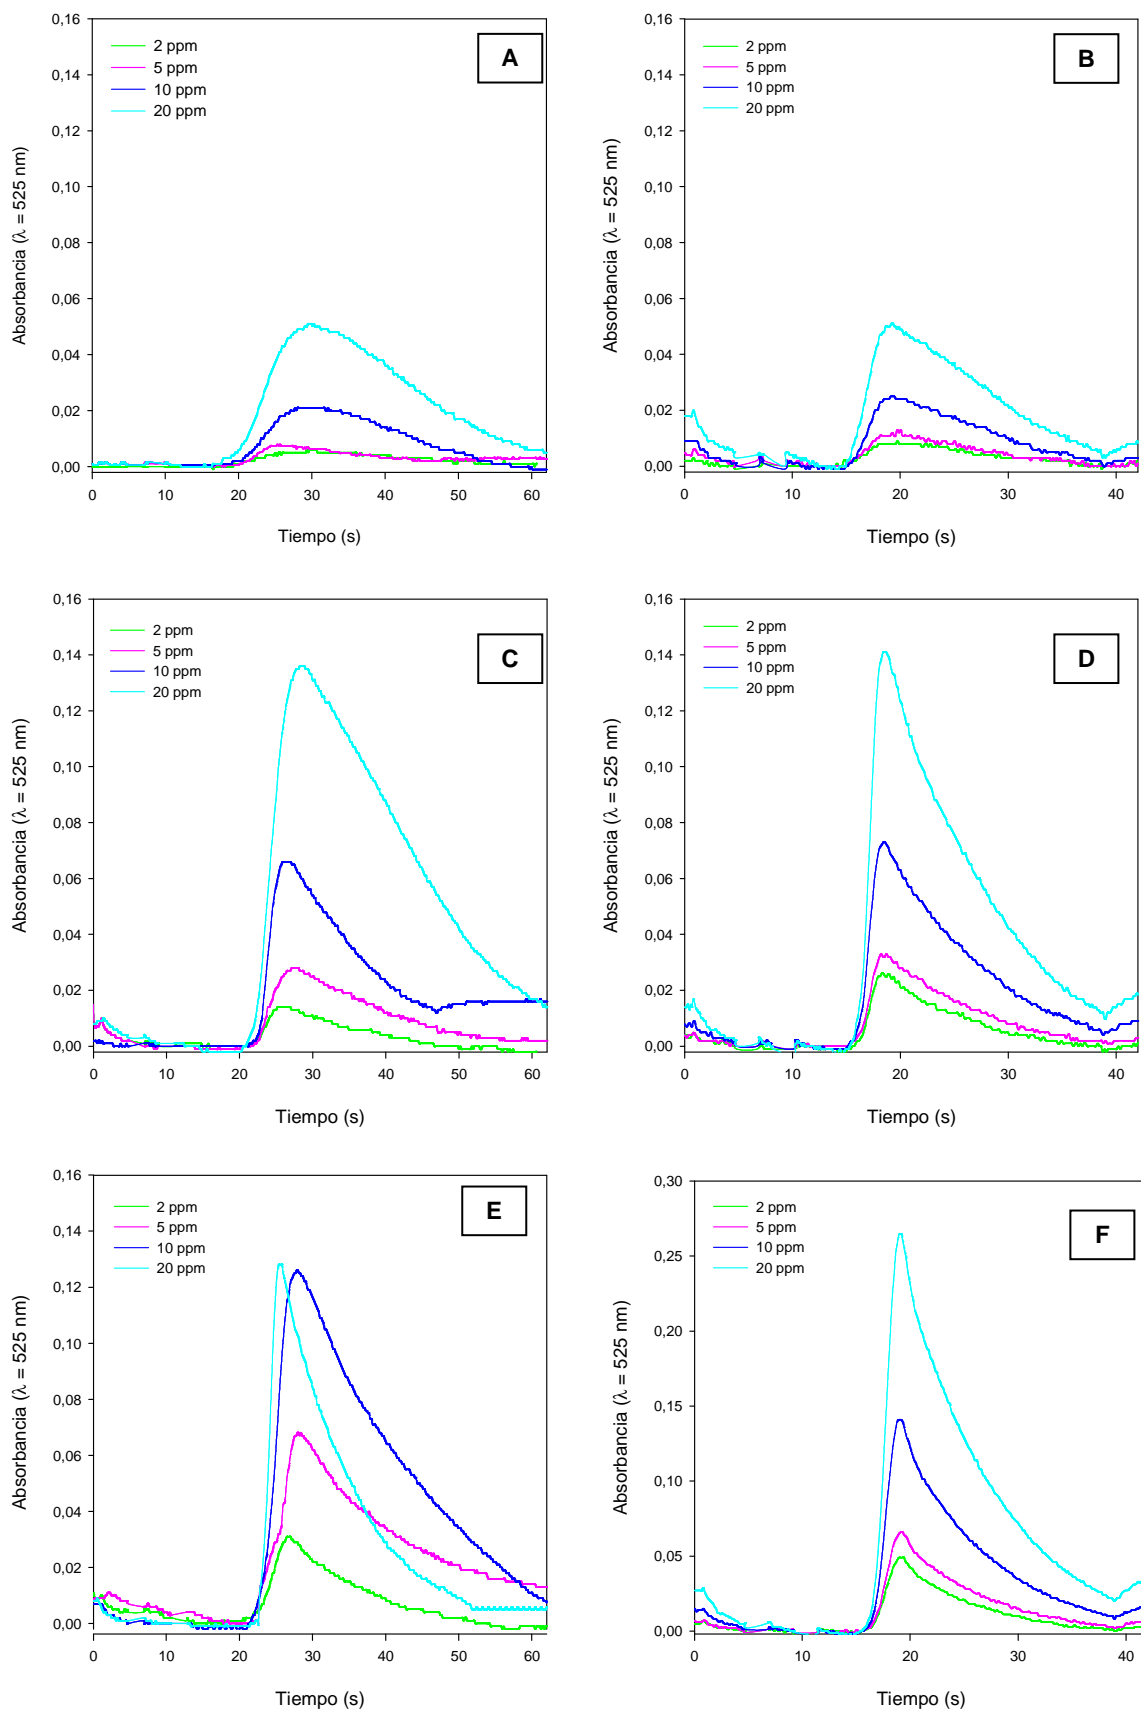 0,16
0,14
0,12
0,10
0,08
0,06
0,04
0,02
0,00
0 10 20 30 40 50 60
Absorbancia (λ = 525 nm)
Tiempo (s)
2 ppm
5 ppm
10 ppm
20 ppm
A
0,16
0,14
0,12
0,10
0,08
0,06
0,04
0,02
0,00
0 10 20 30 40
Absorbancia (λ = 525 nm)
Tiempo (s)
2 ppm
5 ppm
10 ppm
20 ppm
B
0,16
0,14
0,12
0,10
0,08
0,06
0,04
0,02
0,00
0 10 20 30 40 50 60
Absorbancia (λ = 525 nm)
Tiempo (s)
2 ppm
5 ppm
10 ppm
20 ppm
C
0,16
0,14
0,12
0,10
0,08
0,06
0,04
0,02
0,00
0 10 20 30 40
Absorbancia (λ = 525 nm)
Tiempo (s)
2 ppm
5 ppm
10 ppm
20 ppm
D
0,16
0,14
0,12
0,10
0,08
0,06
0,04
0,02
0,00
0 10 20 30 40 50 60
Absorbancia (λ = 525 nm)
Tiempo (s)
2 ppm
5 ppm
10 ppm
20 ppm
E
0,30
0,25
0,20
0,15
0,10
0,05
0,00
0 10 20 30 40
Absorbancia (λ = 525 nm)
Tiempo (s)
2 ppm
5 ppm
10 ppm
20 ppm
F